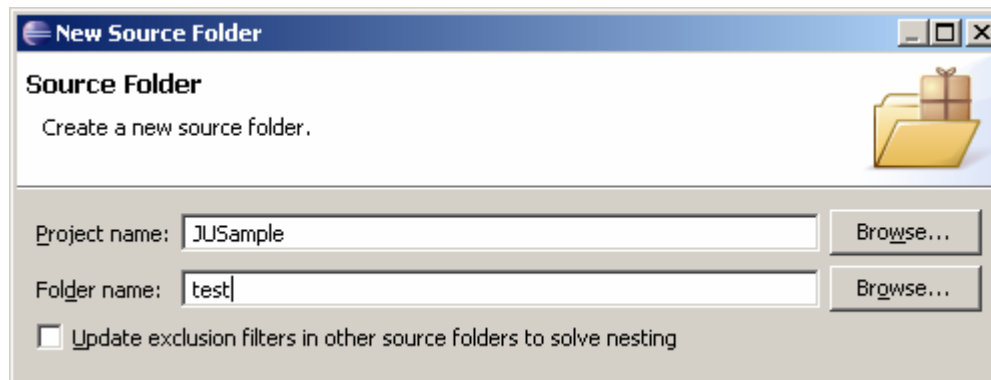 New Source Folder
Source Folder
Create a new source folder.
Project name: JUSample Browse...
Folder name: test Browse...
Update exclusion filters in other source folders to solve nesting